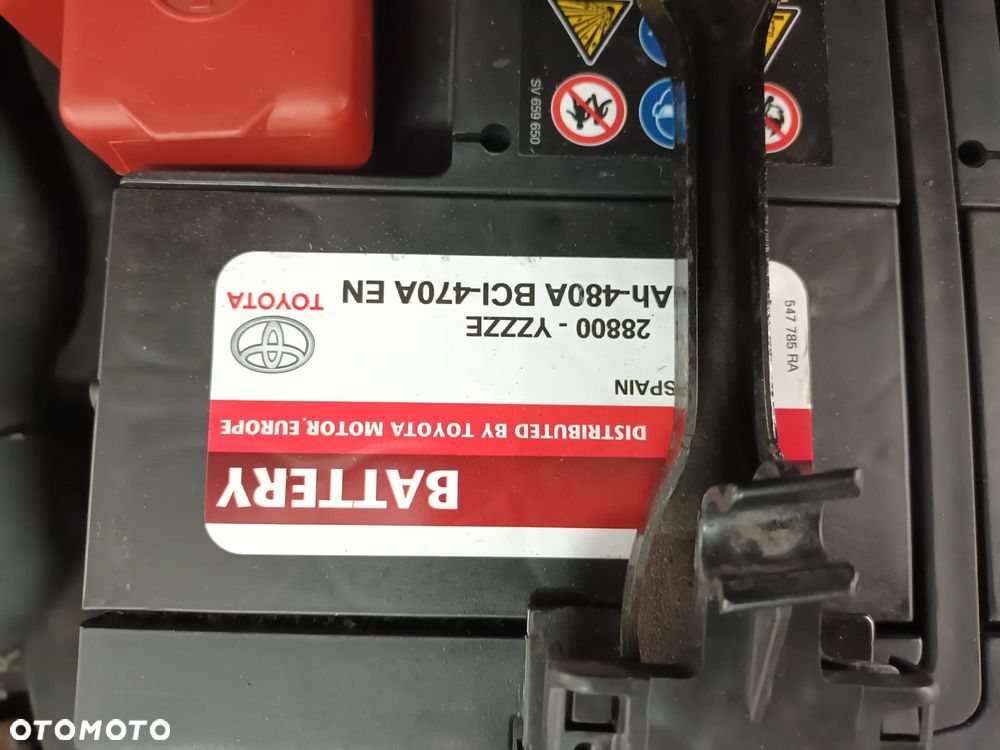 BATTERY
DISTRIBUTED BY TOYOTA MOTOR EUROPE
SPAIN
28800 - YZZZE
Ah-480A BCI-470A EN
TOYOTA
547 785 RA
SV 659 650
OTOMOTO